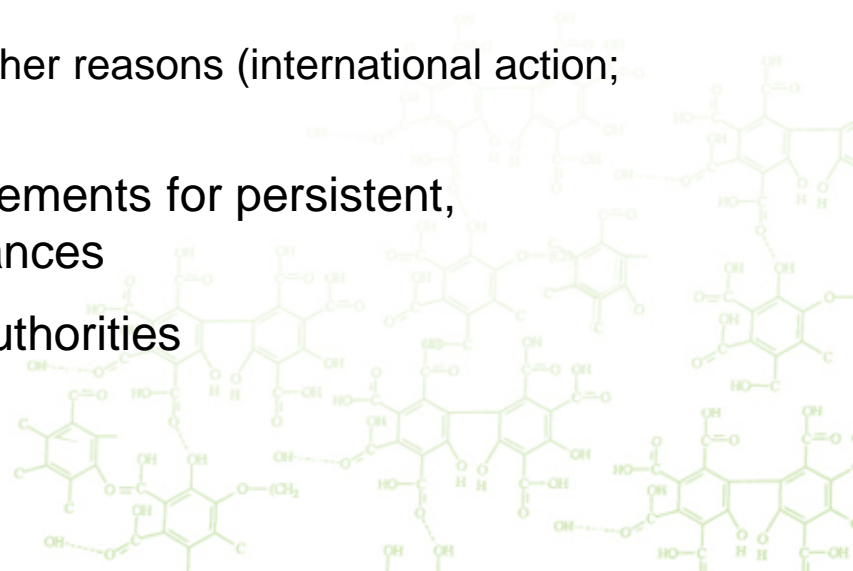 her reasons (international action;
ements for persistent,
ances
uthorities